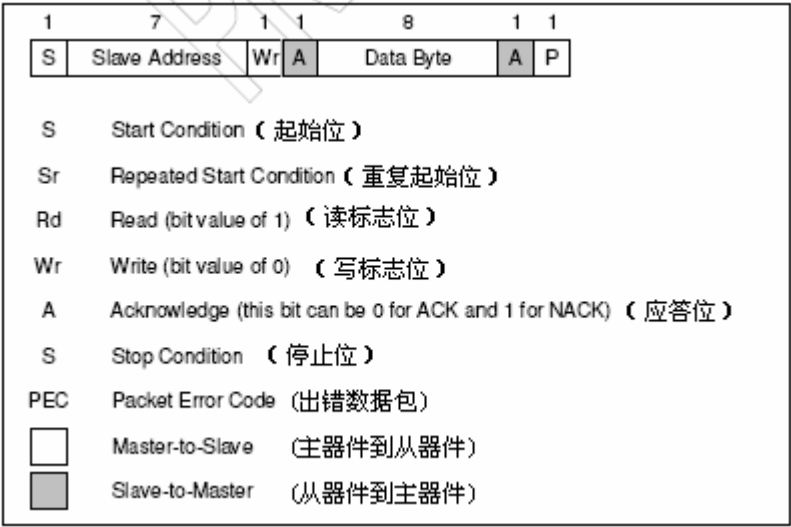 1 7 1 1 8 1 1
S Slave Address Wr A Data Byte A P
S Start Condition（起始位）
Sr Repeated Start Condition（重复起始位）
Rd Read (bit value of 1)（读标志位）
Wr Write (bit value of 0)（写标志位）
A Acknowledge (this bit can be 0 for ACK and 1 for NACK)（应答位）
S Stop Condition（停止位）
PEC Packet Error Code (出错数据包)
Master-to-Slave (主器件到从器件)
Slave-to-Master (从器件到主器件)